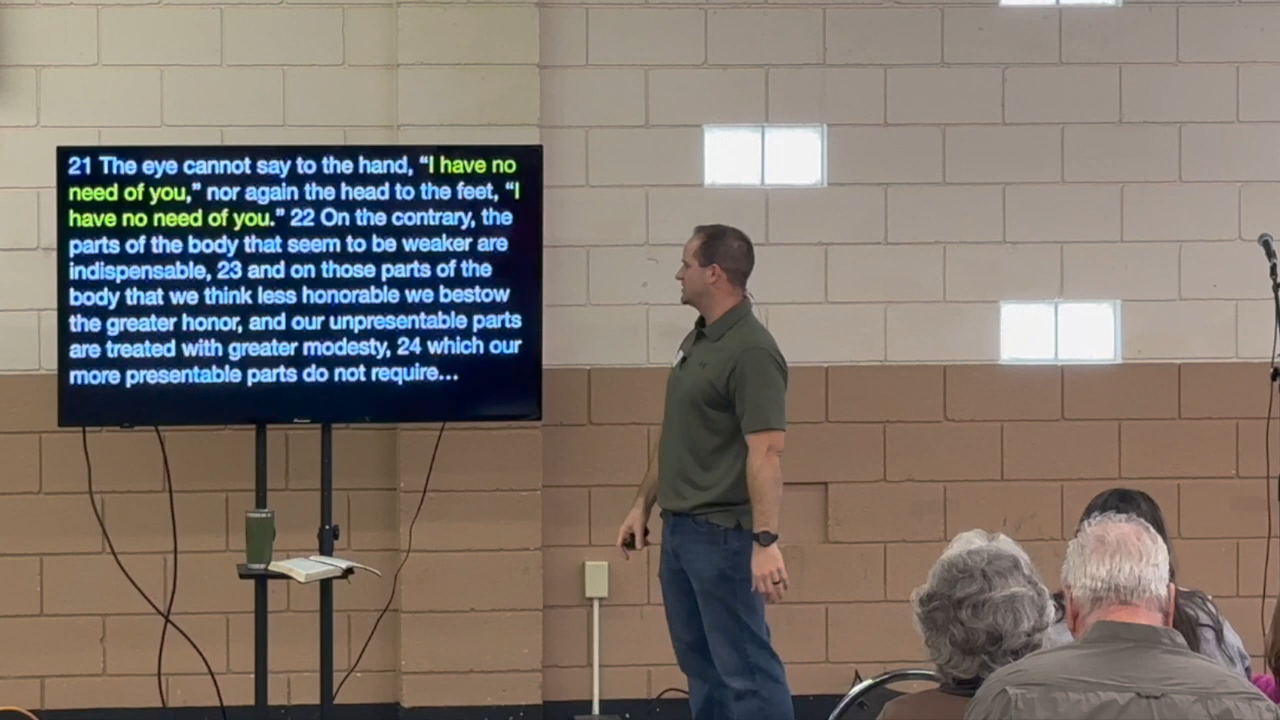 21 The eye cannot say to the hand, “I have no
need of you,” nor again the head to the feet, “I
have no need of you.” 22 On the contrary, the
parts of the body that seem to be weaker are
indispensable, 23 and on those parts of the
body that we think less honorable we bestow
the greater honor, and our unpresentable parts
are treated with greater modesty, 24 which our
more presentable parts do not require…